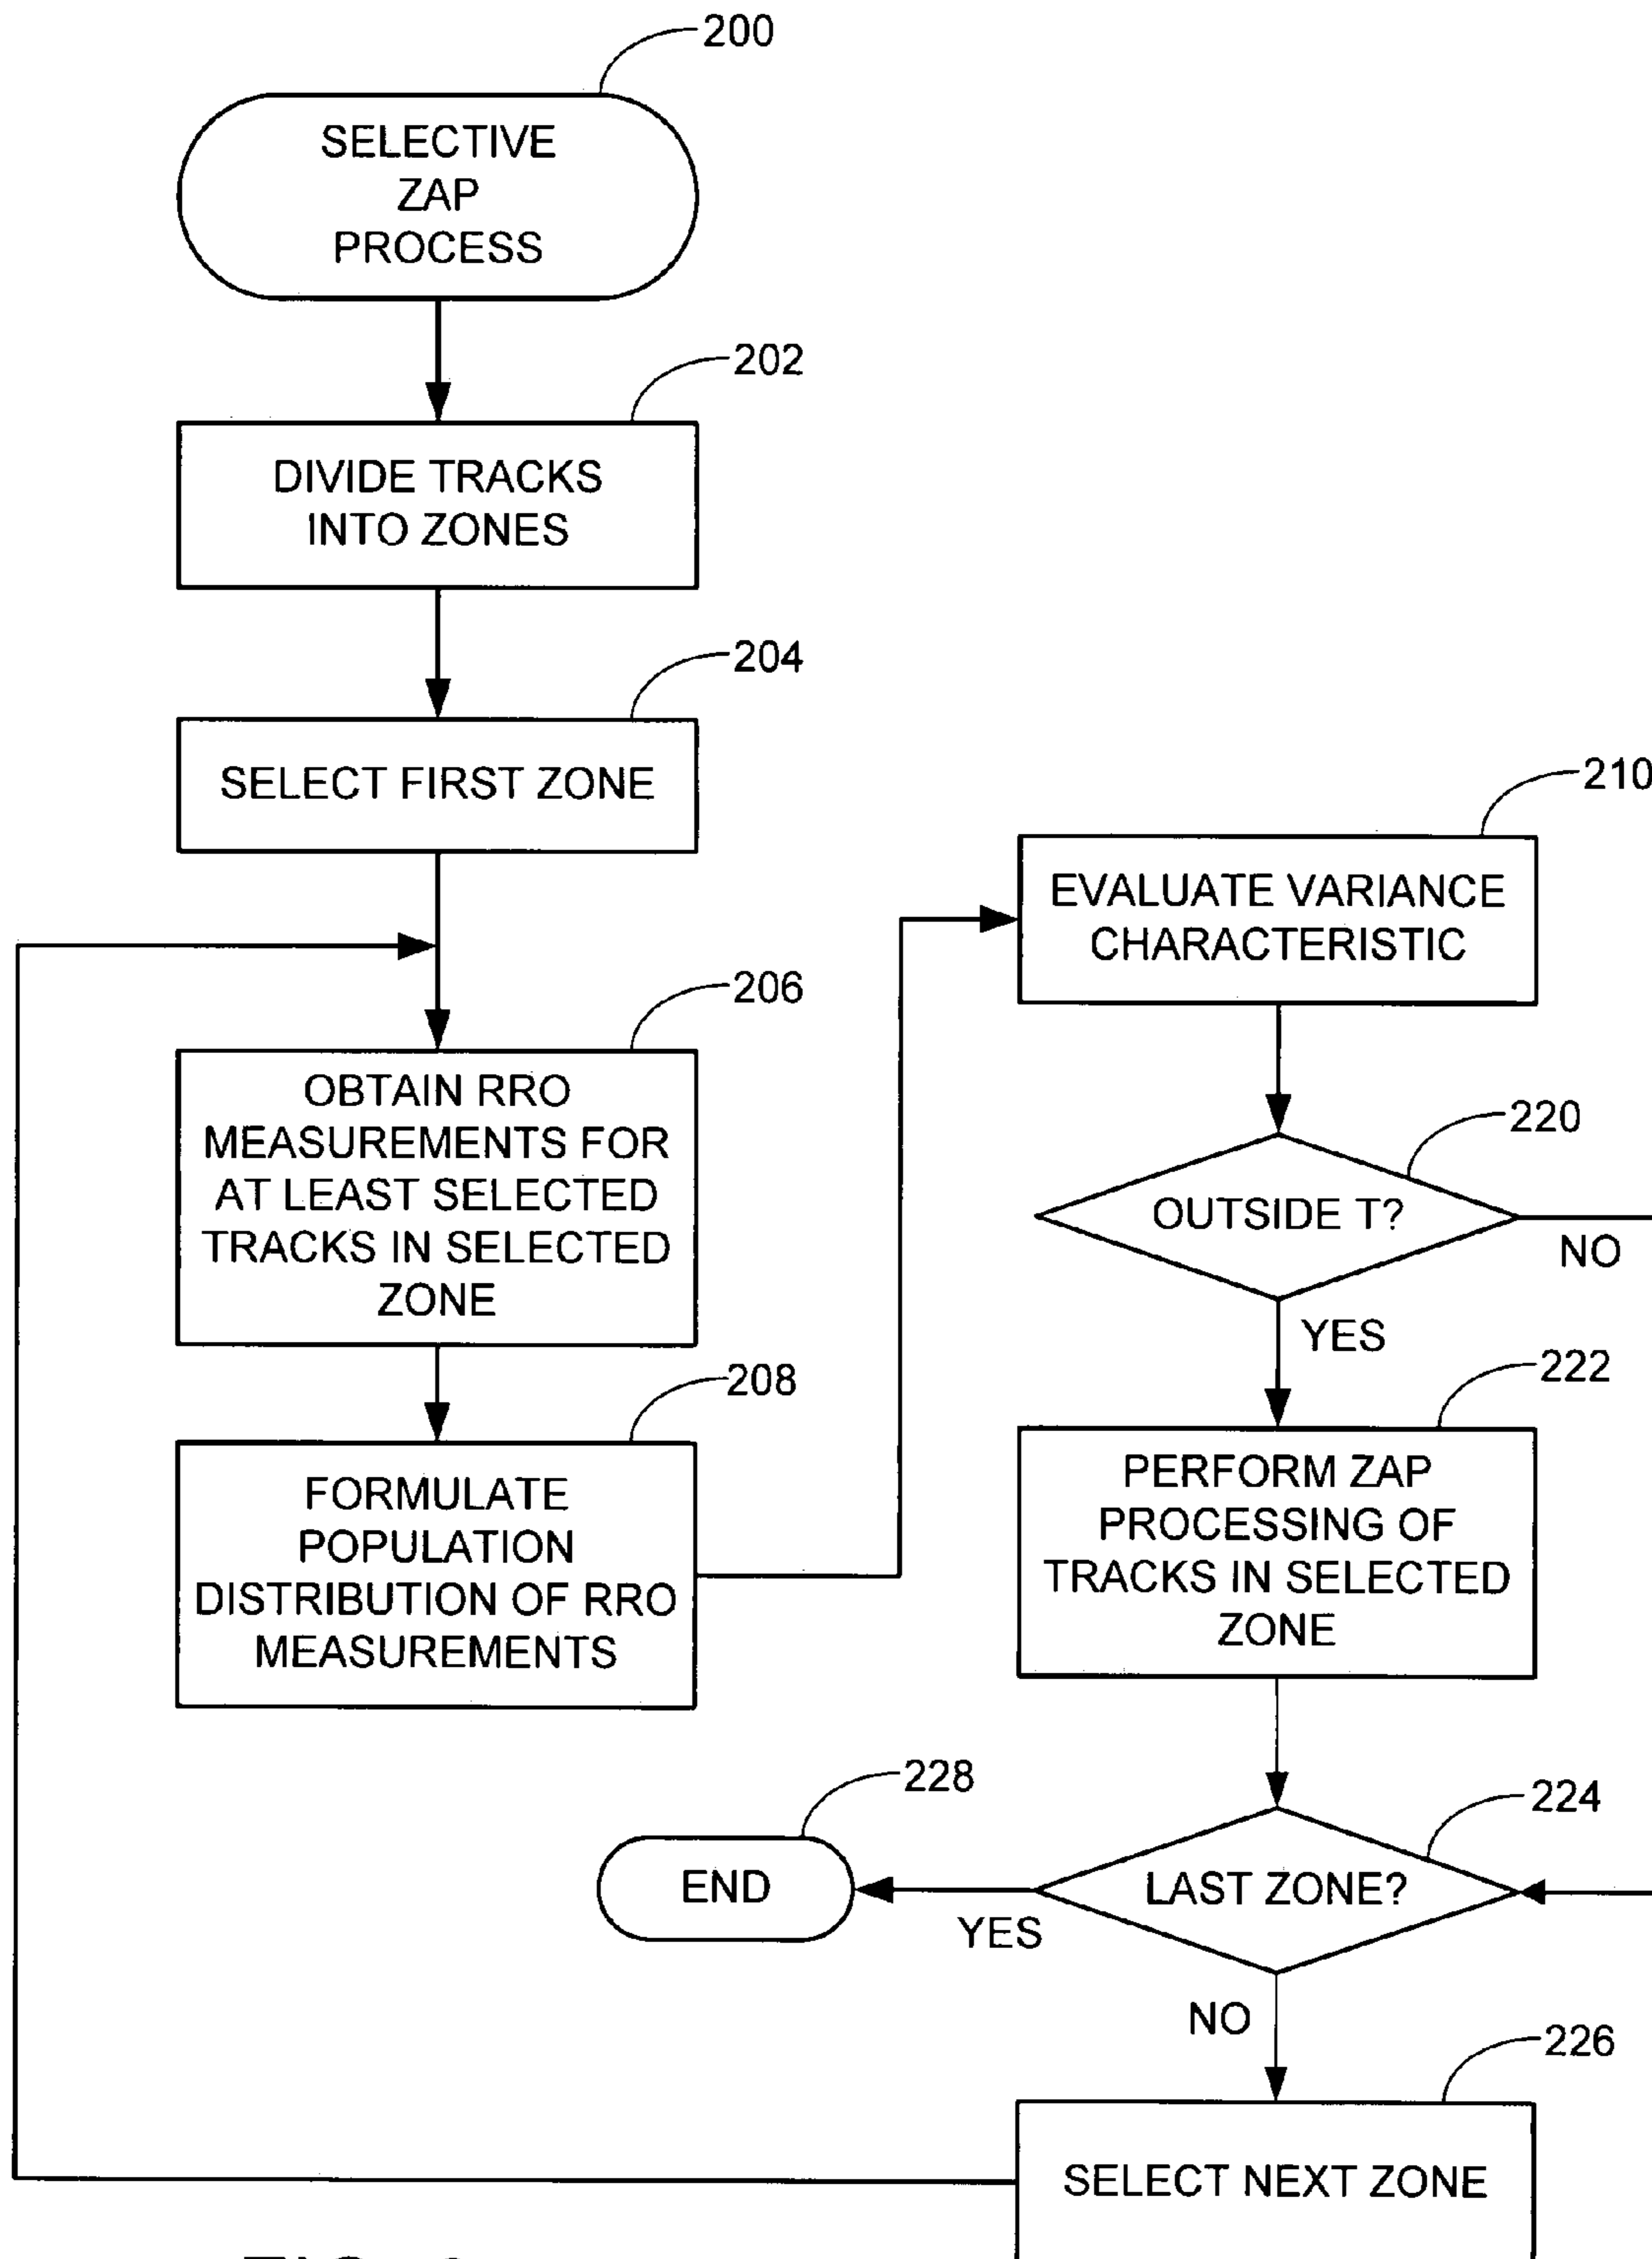 200
SELECTIVE
ZAP
PROCESS
202
DIVIDE TRACKS
INTO ZONES
204
SELECT FIRST ZONE
206
OBTAIN RRO
MEASUREMENTS FOR
AT LEAST SELECTED
TRACKS IN SELECTED
ZONE
208
FORMULATE
POPULATION
DISTRIBUTION OF RRO
MEASUREMENTS
210
EVALUATE VARIANCE
CHARACTERISTIC
220
OUTSIDE T?
NO
YES
222
PERFORM ZAP
PROCESSING OF
TRACKS IN SELECTED
ZONE
224
LAST ZONE?
YES
228
END
NO
226
SELECT NEXT ZONE